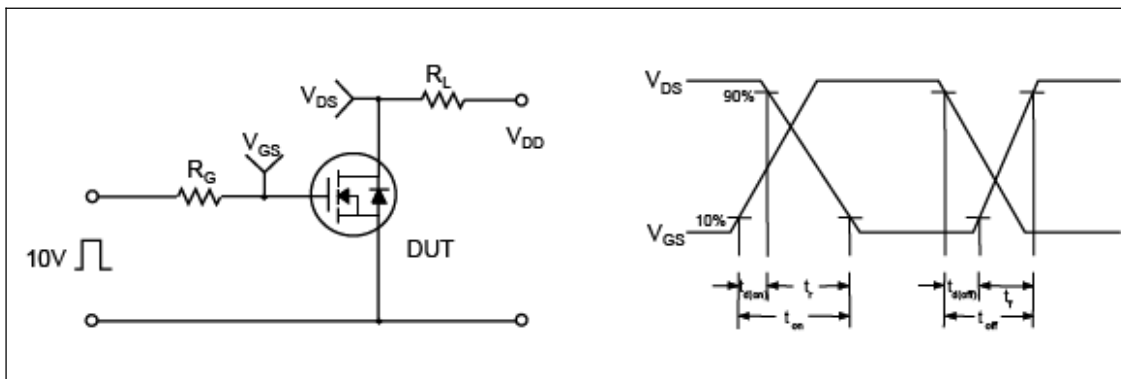 V_DS
R_L
V_DD
V_GS
R_G
10V
DUT
V_DS
90%
10%
V_GS
t_d(on)
t_r
t_on
t_d(off)
t_f
t_off